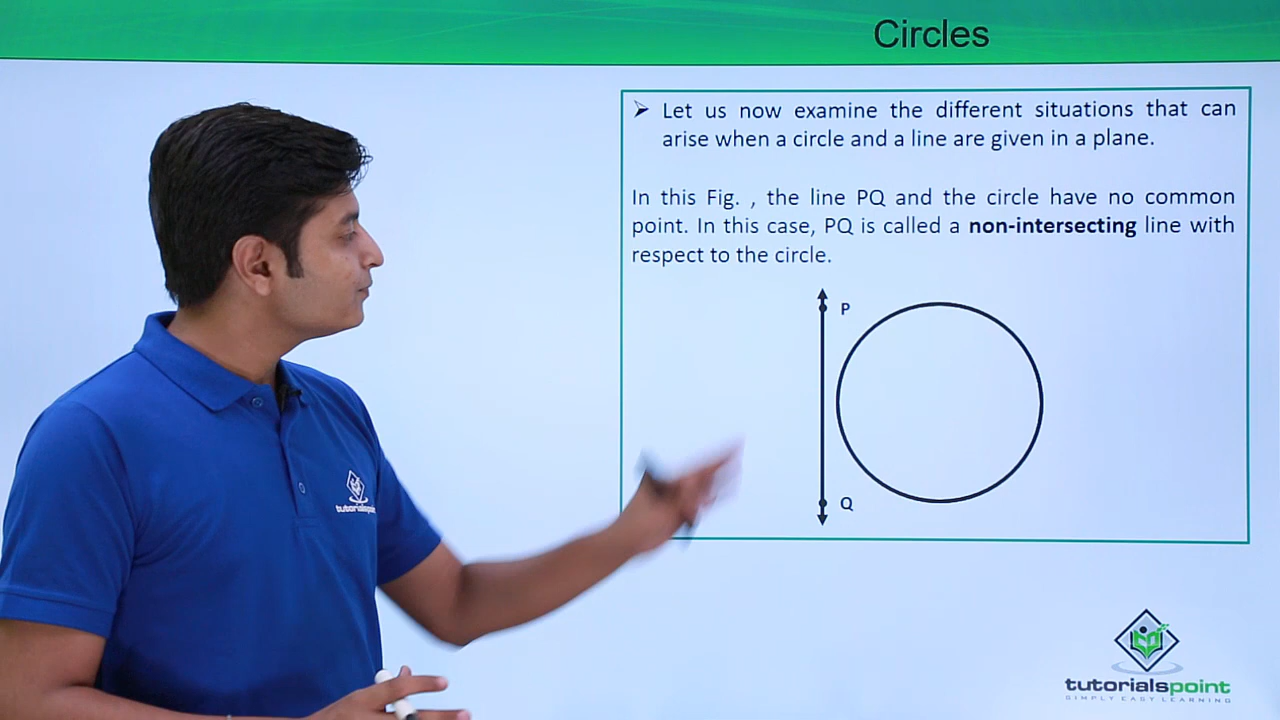 Circles
➢ Let us now examine the different situations that can
arise when a circle and a line are given in a plane.
In this Fig. , the line PQ and the circle have no common
point. In this case, PQ is called a non-intersecting line with
respect to the circle.
P
Q
tutorialspoint
tutorialspoint
SIMPLY EASY LEARNING